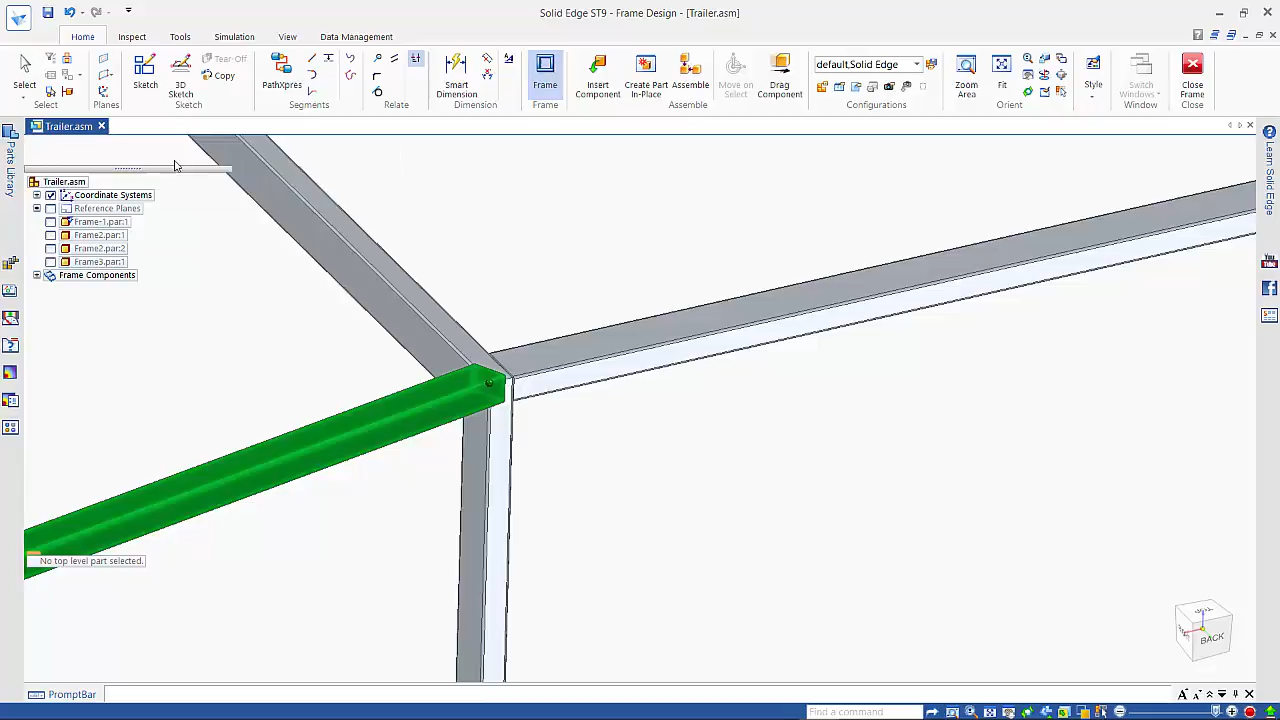 Solid Edge ST9 - Frame Design - [Trailer.asm]
Home Inspect Tools Simulation View Data Management
Select
Select
Planes
Sketch
3D Sketch
Tear-Off
Copy
Sketch
PathXpres
Segments
Relate
Smart Dimension
Dimension
Frame
Frame
Insert Component
Create Part In-Place
Assemble
Move on Select
Drag Component
Assemble
default,Solid Edge
Configurations
Zoom Area
Fit
Orient
Style
Switch Windows
Window
Close Frame
Close
Trailer.asm
Parts Library
Trailer.asm
Coordinate Systems
Reference Planes
Frame-1.par:1
Frame2.par:1
Frame2.par:2
Frame3.par:1
Frame Components
No top level part selected.
Learn Solid Edge
You Tube
TOP
BACK
PromptBar
Find a command